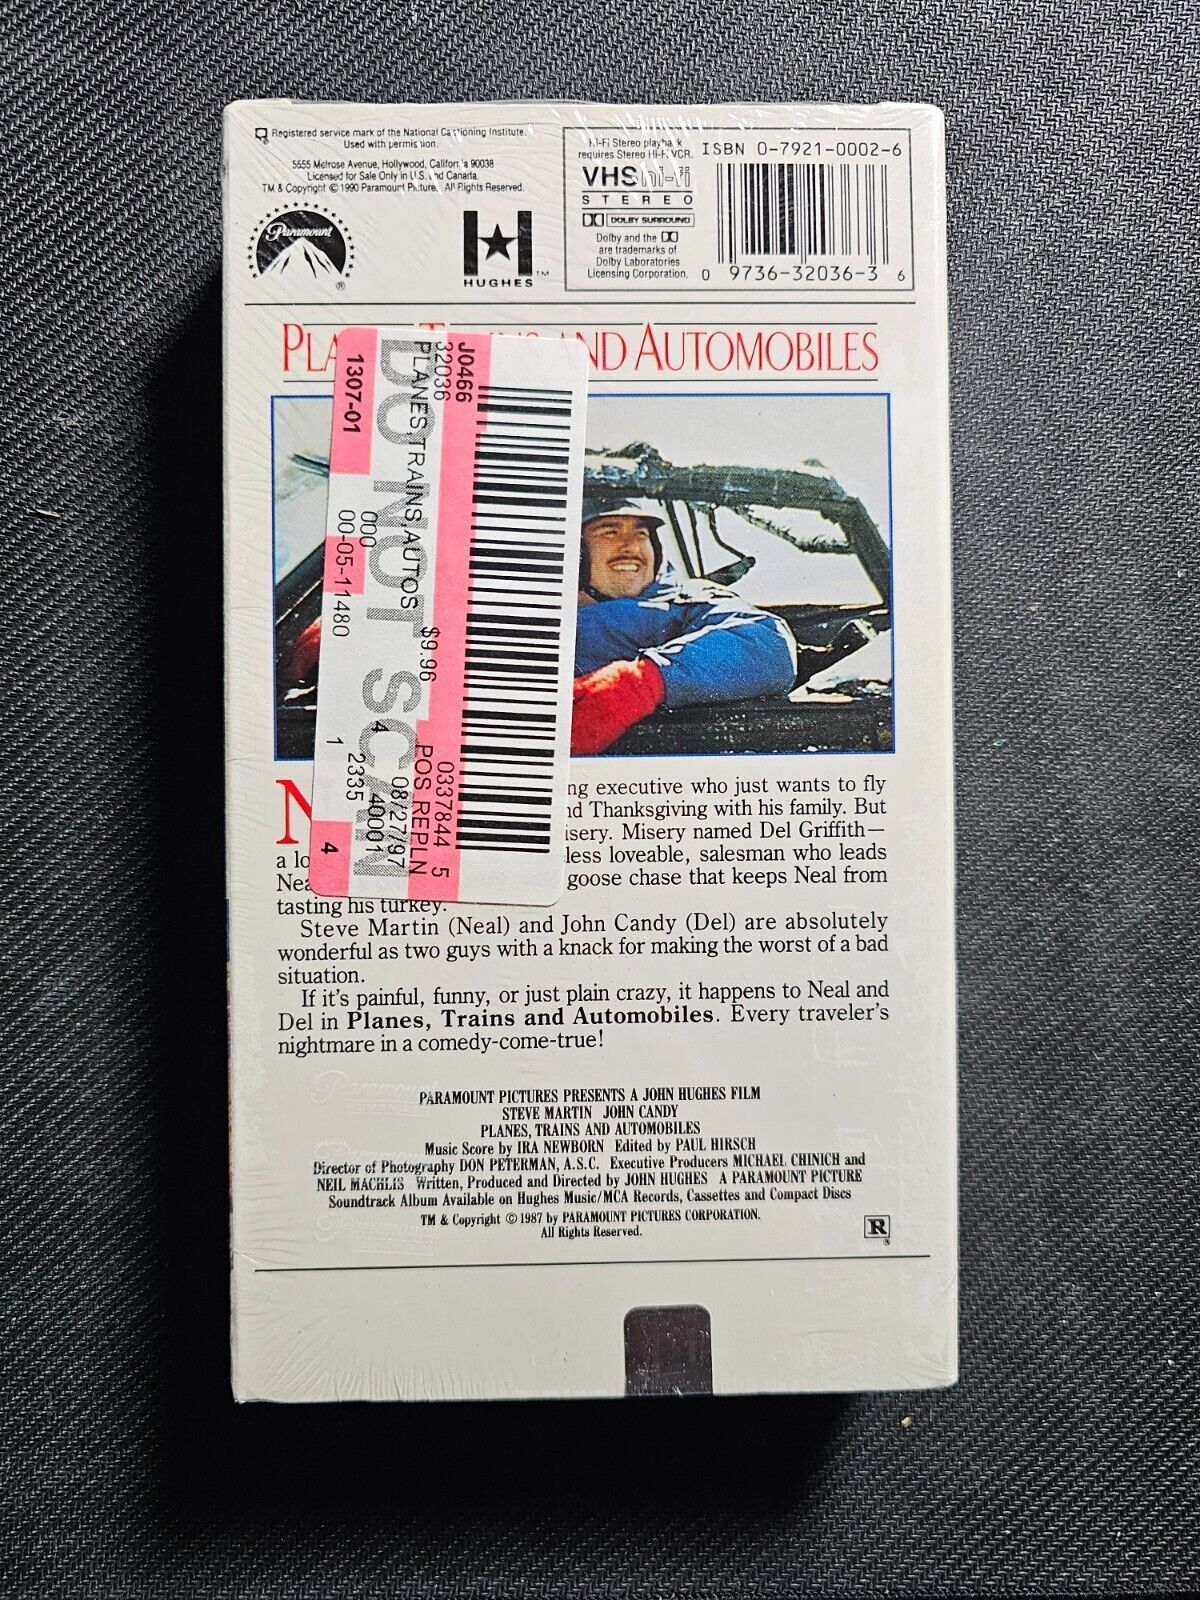 Registered service mark of the National Captioning Institute.
Used with permission.
5555 Melrose Avenue, Hollywood, California 90038
Licensed for Sale Only in U.S. and Canada.
TM & Copyright © 1990 Paramount Pictures. All Rights Reserved.
Paramount
®
HUGHES™
Hi-Fi Stereo playback
requires Stereo Hi-Fi VCR.
VHS hi-fi
STEREO
DOLBY SURROUND
Dolby and the
are trademarks of
Dolby Laboratories
Licensing Corporation.
ISBN 0-7921-0002-6
0 9736-32036-3 6
PLA AND AUTOMOBILES
J0466
32036
PLANES,TRAINS,AUTOS
$9.96
POS REPLN
0337844 5
1307-01
000
00-05-11480
DO NOT SCAN
4
08/27/97
40001
1 2335
4
N ng executive who just wants to fly
nd Thanksgiving with his family. But
isery. Misery named Del Griffith—
a lo less loveable, salesman who leads
Nea goose chase that keeps Neal from
tasting his turkey.
Steve Martin (Neal) and John Candy (Del) are absolutely
wonderful as two guys with a knack for making the worst of a bad
situation.
If it's painful, funny, or just plain crazy, it happens to Neal and
Del in Planes, Trains and Automobiles. Every traveler's
nightmare in a comedy-come-true!
PARAMOUNT PICTURES PRESENTS A JOHN HUGHES FILM
STEVE MARTIN JOHN CANDY
PLANES, TRAINS AND AUTOMOBILES
Music Score by IRA NEWBORN Edited by PAUL HIRSCH
Director of Photography DON PETERMAN, A.S.C. Executive Producers MICHAEL CHINICH and
NEIL MACHLIS Written, Produced and Directed by JOHN HUGHES A PARAMOUNT PICTURE
Soundtrack Album Available on Hughes Music/MCA Records, Cassettes and Compact Discs
TM & Copyright © 1987 by PARAMOUNT PICTURES CORPORATION.
All Rights Reserved.
R
®